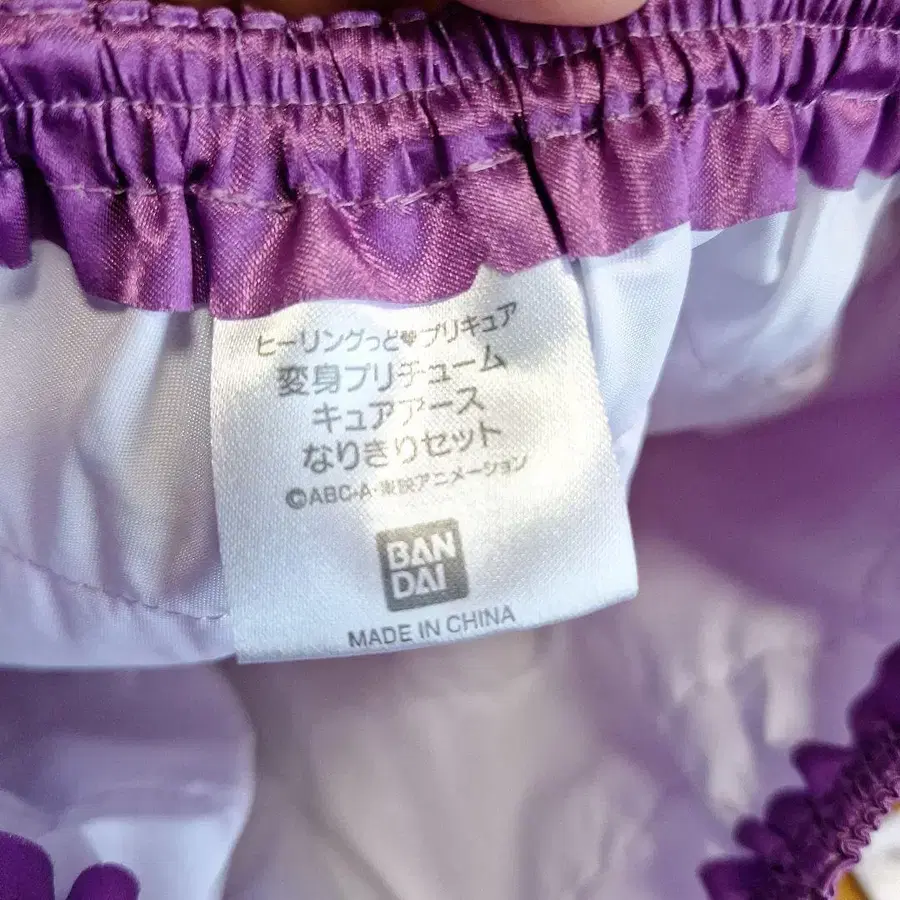 ヒーリングっど♥プリキュア
変身プリチューム
キュアアース
なりきりセット
©ABC-A・東映アニメーション
BAN
DAI
MADE IN CHINA